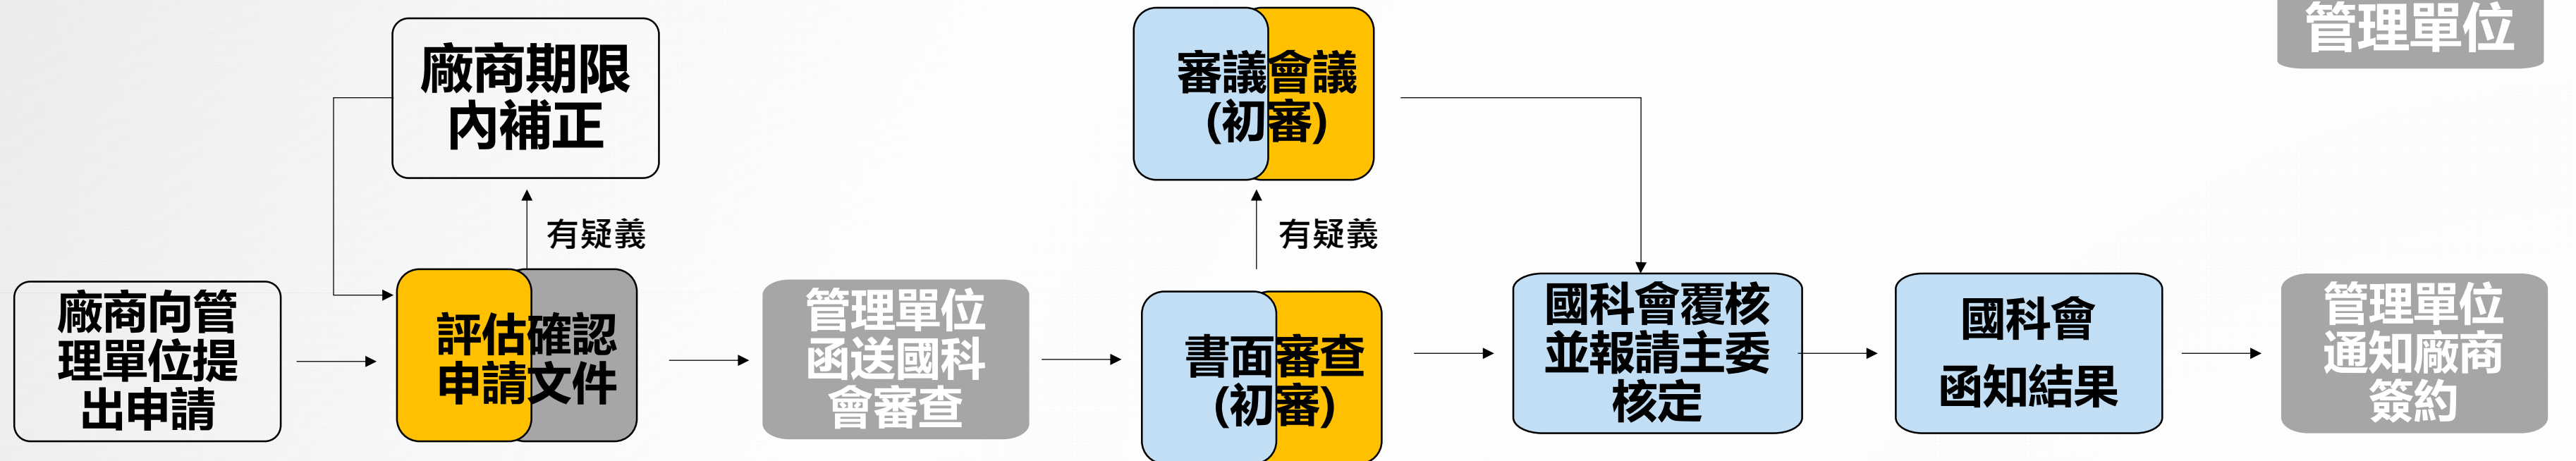 管理單位
廠商期限
內補正
審議會議
(初審)
有疑義
有疑義
廠商向管
理單位提
出申請
評估確認
申請文件
管理單位
函送國科
會審查
書面審查
(初審)
國科會覆核
並報請主委
核定
國科會
函知結果
管理單位
通知廠商
簽約